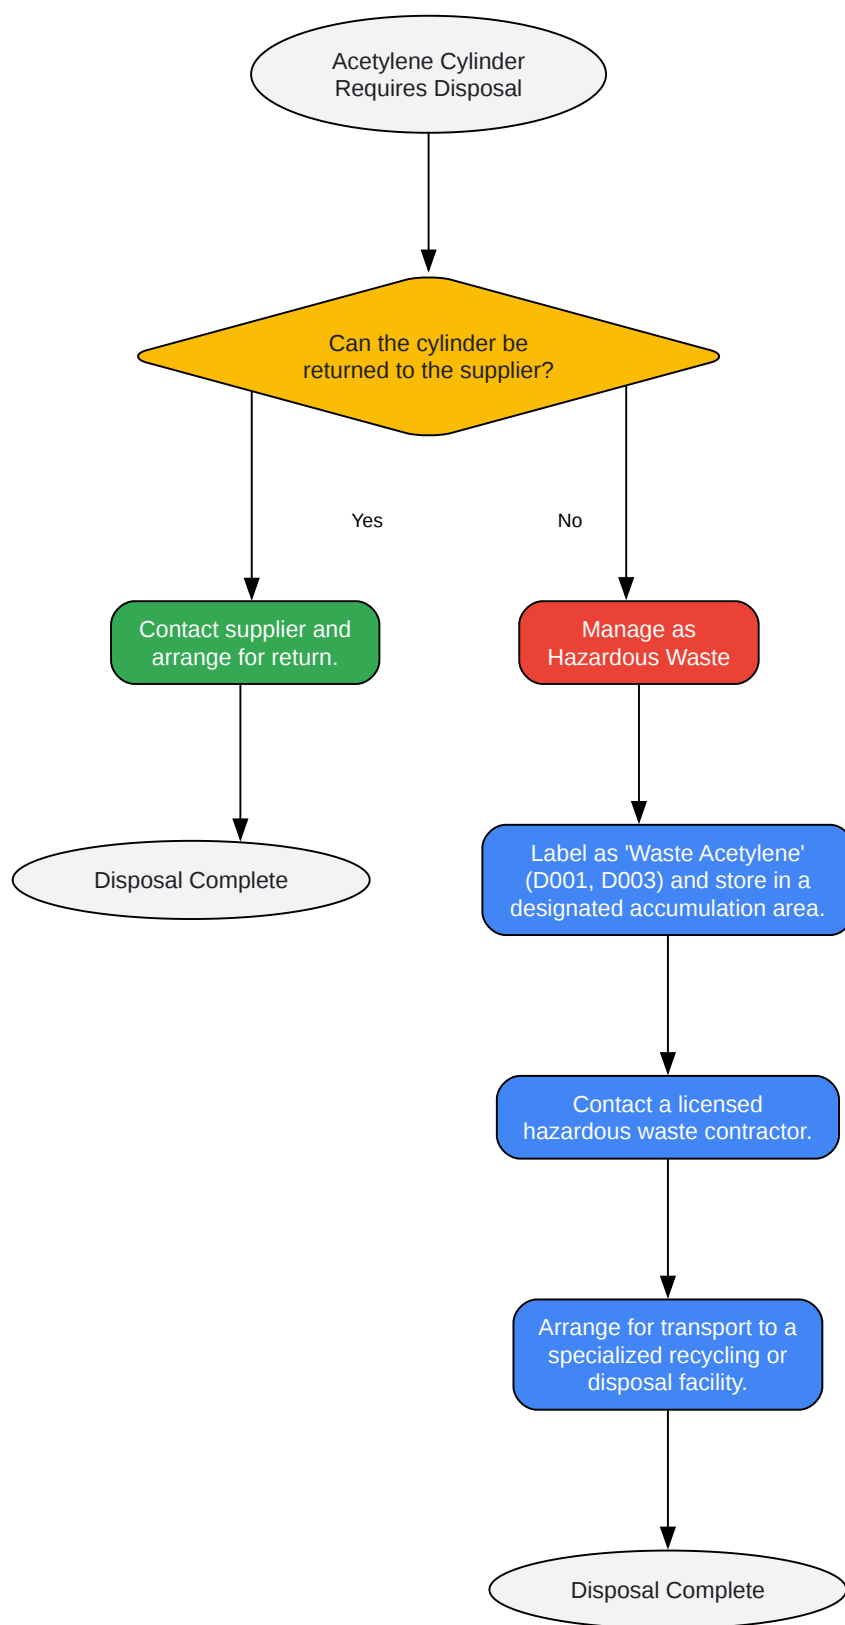 Acetylene Cylinder
Requires Disposal
Can the cylinder be
returned to the supplier?
Yes
No
Contact supplier and
arrange for return.
Manage as
Hazardous Waste
Disposal Complete
Label as 'Waste Acetylene'
(D001, D003) and store in a
designated accumulation area.
Contact a licensed
hazardous waste contractor.
Arrange for transport to a
specialized recycling or
disposal facility.
Disposal Complete